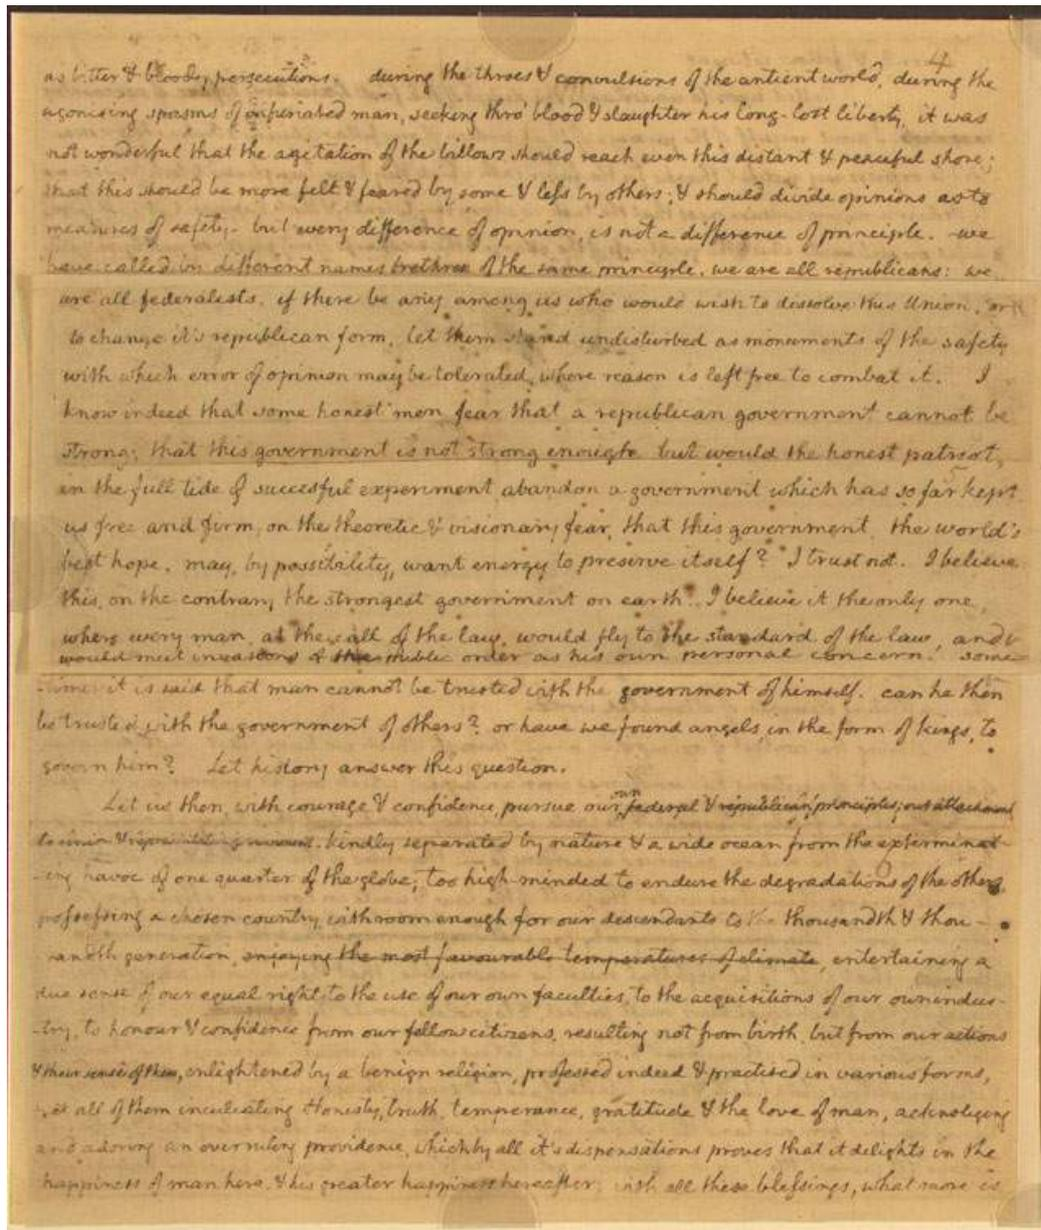 4
as bitter & bloody persecutions. during the throes & convulsions of the antient world, during the
agonising spasms of infuriated man, seeking thro' blood & slaughter his long-lost liberty, it was
not wonderful that the agitation of the billows should reach even this distant & peaceful shore;
that this should be more felt & feared by some & less by others; & should divide opinions as to
measures of safety. but every difference of opinion, is not a difference of principle. we
have called by different names brethren of the same principle. we are all republicans: we
are all federalists. if there be any among us who would wish to dissolve this Union, or
to change it's republican form, let them stand undisturbed as monuments of the safety
with which error of opinion may be tolerated, where reason is left free to combat it. I
know indeed that some honest men fear that a republican government cannot be
strong; that this government is not strong enough. but would the honest patriot,
in the full tide of succesful experiment abandon a government which has so far kept
us free and firm, on the theoretic & visionary fear, that this government, the world's
best hope, may, by possibility, want energy to preserve itself? I trust not. I believe
this, on the contrary, the strongest government on earth. I believe it the only one,
where every man, at the call of the law, would fly to the standard of the law, and
would meet invasions of the public order as his own personal concern. some-
-times it is said that man cannot be trusted with the government of himself. can he then
be trusted with the government of others? or have we found angels, in the form of kings, to
govern him? Let history answer this question.
Let us then, with courage & confidence, pursue our own federal & republican principles; our attachment
to union & representative government. kindly separated by nature & a wide ocean from the exterminat-
-ing havoc of one quarter of the globe; too high-minded to endure the degradations of the others,
possessing a chosen country, with room enough for our descendants to the thousandth & thou-
-sandth generation, enjoying the most favourable temperatures of climate, entertaining a
due sense of our equal right to the use of our own faculties, to the acquisitions of our own indus-
-try, to honour & confidence from our fellow citizens, resulting not from birth, but from our actions
& their sense of them, enlightened by a benign religion, professed indeed & practised in various forms,
yet all of them inculcating honesty, truth, temperance, gratitude & the love of man, acknoleging
and adoring an overruling providence, which by all it's dispensations proves that it delights in the
happiness of man here, & his greater happiness hereafter; with all these blessings, what more is